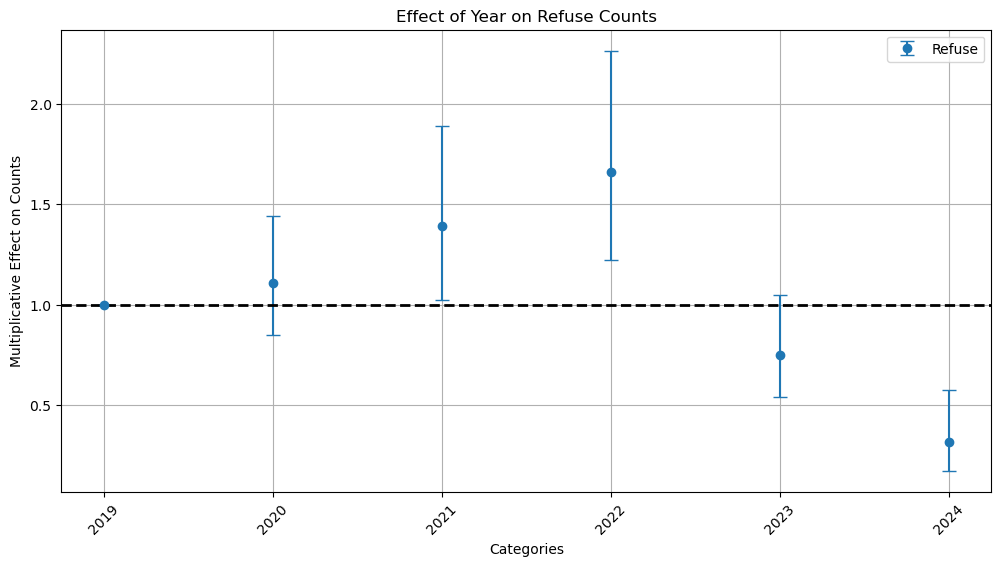 Effect of Year on Refuse Counts
Refuse
Multiplicative Effect on Counts
2.0
1.5
1.0
0.5
2019
2020
2021
2022
2023
2024
Categories